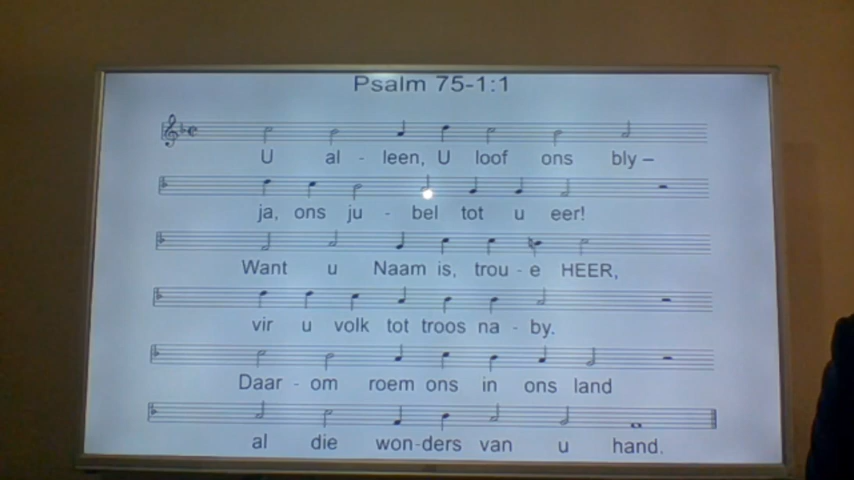 Psalm 75-1:1
U al - leen, U loof ons bly –
ja, ons ju - bel tot u eer!
Want u Naam is, trou - e HEER,
vir u volk tot troos na - by.
Daar - om roem ons in ons land
al die won-ders van u hand.